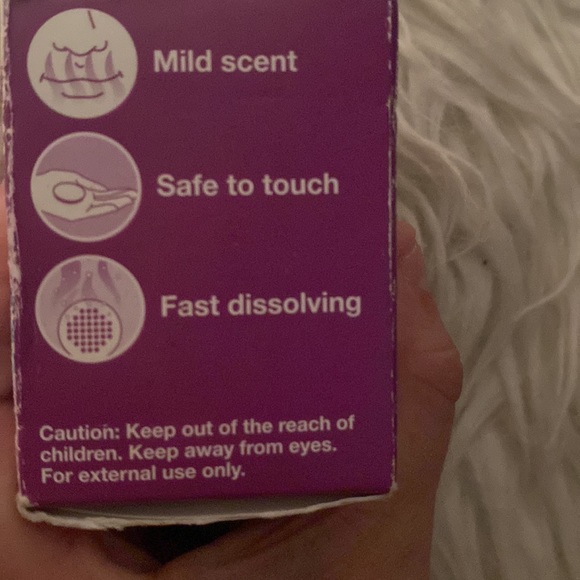 Mild scent
Safe to touch
Fast dissolving
Caution: Keep out of the reach of
children. Keep away from eyes.
For external use only.